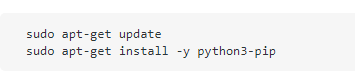 sudo apt-get update
sudo apt-get install -y python3-pip